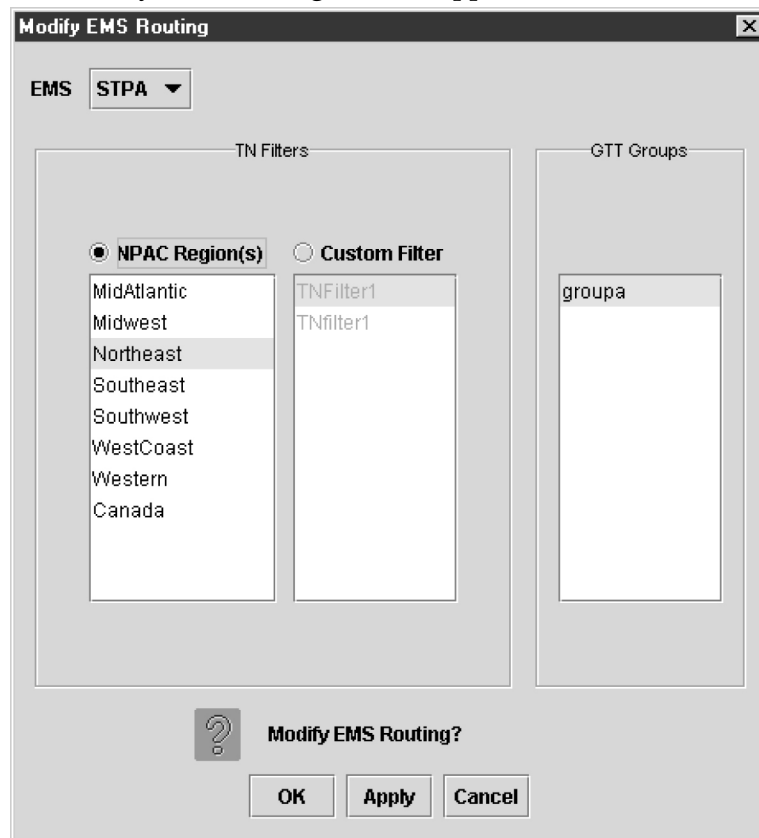 Modify EMS Routing
EMS STPA
TN Filters
NPAC Region(s)
Custom Filter
MidAtlantic
Midwest
Northeast
Southeast
Southwest
WestCoast
Western
Canada
TNFilter1
TNfilter1
GTT Groups
groupa
Modify EMS Routing?
OK Apply Cancel